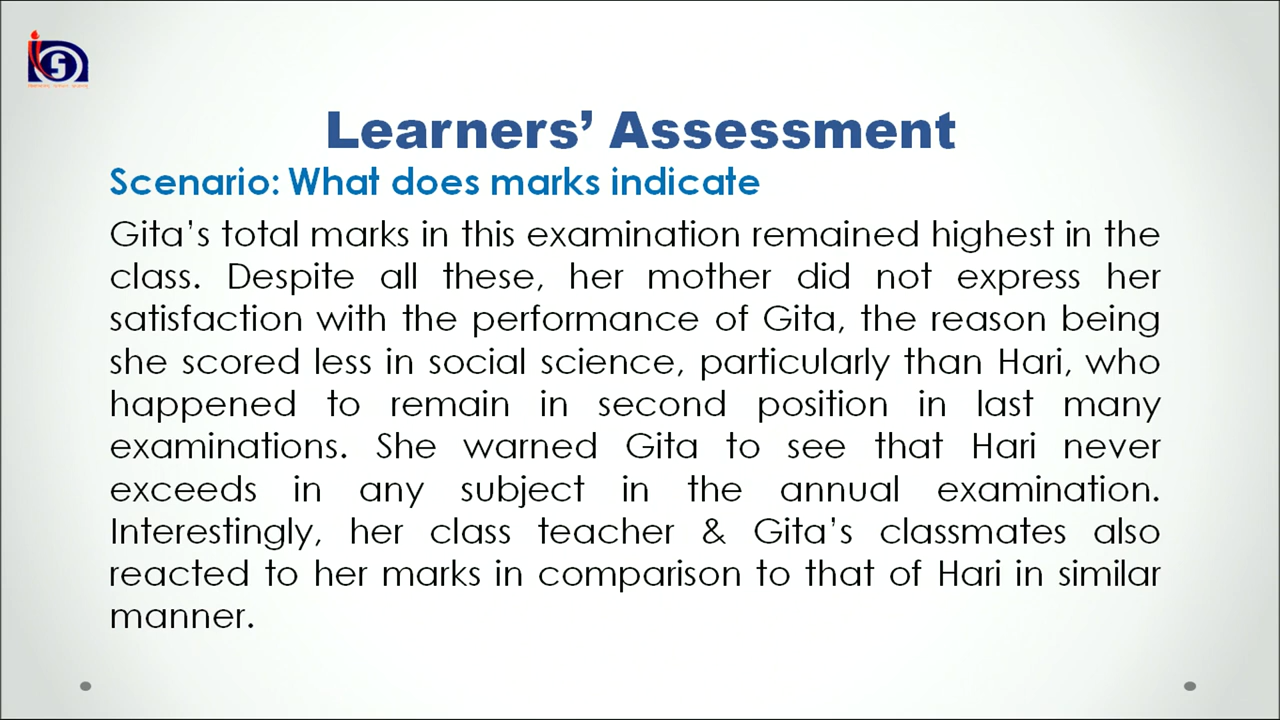 Learners’ Assessment
Scenario: What does marks indicate
Gita’s total marks in this examination remained highest in the
class. Despite all these, her mother did not express her
satisfaction with the performance of Gita, the reason being
she scored less in social science, particularly than Hari, who
happened to remain in second position in last many
examinations. She warned Gita to see that Hari never
exceeds in any subject in the annual examination.
Interestingly, her class teacher & Gita’s classmates also
reacted to her marks in comparison to that of Hari in similar
manner.